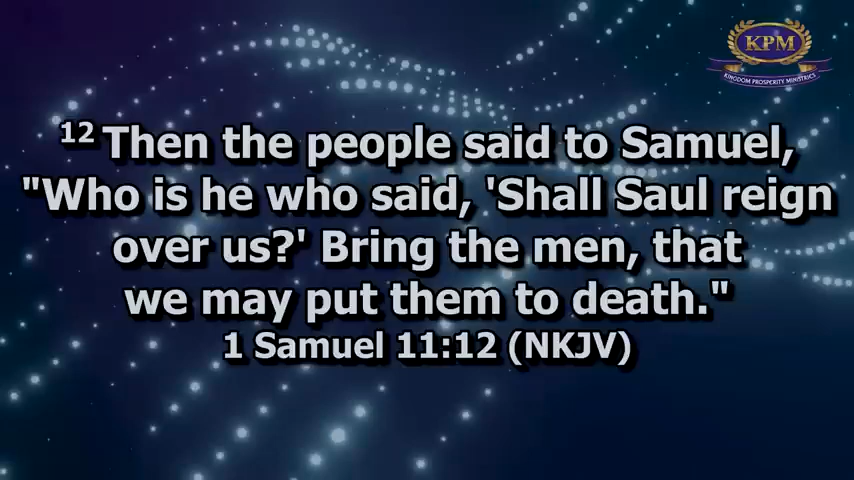 KPM
KINGDOM PROSPERITY MINISTRIES
12 Then the people said to Samuel,
"Who is he who said, 'Shall Saul reign
over us?' Bring the men, that
we may put them to death."
1 Samuel 11:12 (NKJV)